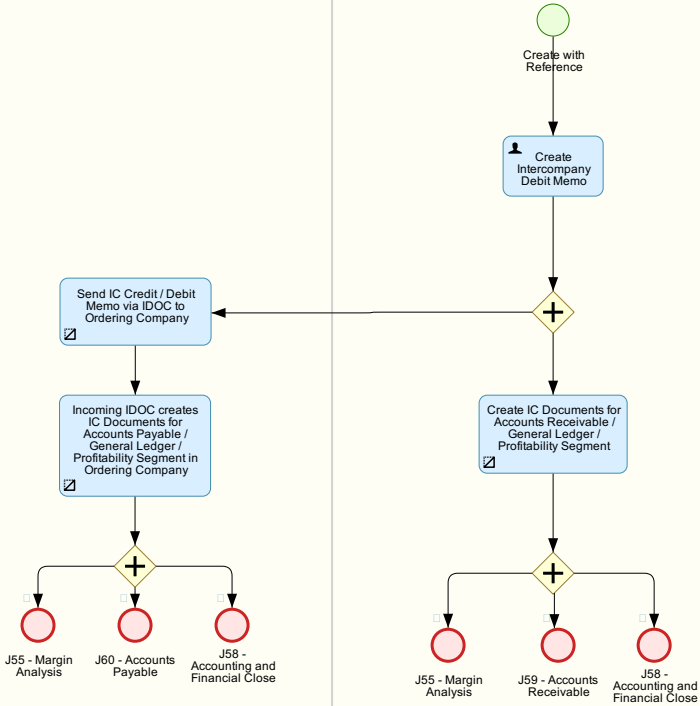 Create with
Reference
Create
Intercompany
Debit Memo
Send IC Credit / Debit
Memo via IDOC to
Ordering Company
Incoming IDOC creates
IC Documents for
Accounts Payable /
General Ledger /
Profitability Segment in
Ordering Company
Create IC Documents for
Accounts Receivable /
General Ledger /
Profitability Segment
J55 - Margin
Analysis
J60 - Accounts
Payable
J58 -
Accounting and
Financial Close
J55 - Margin
Analysis
J59 - Accounts
Receivable
J58 -
Accounting and
Financial Close